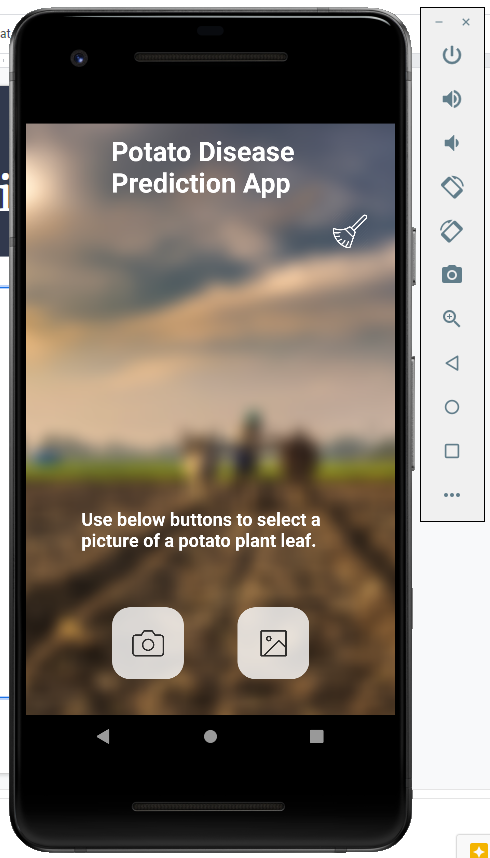 Potato Disease
Prediction App
Use below buttons to select a
picture of a potato plant leaf.